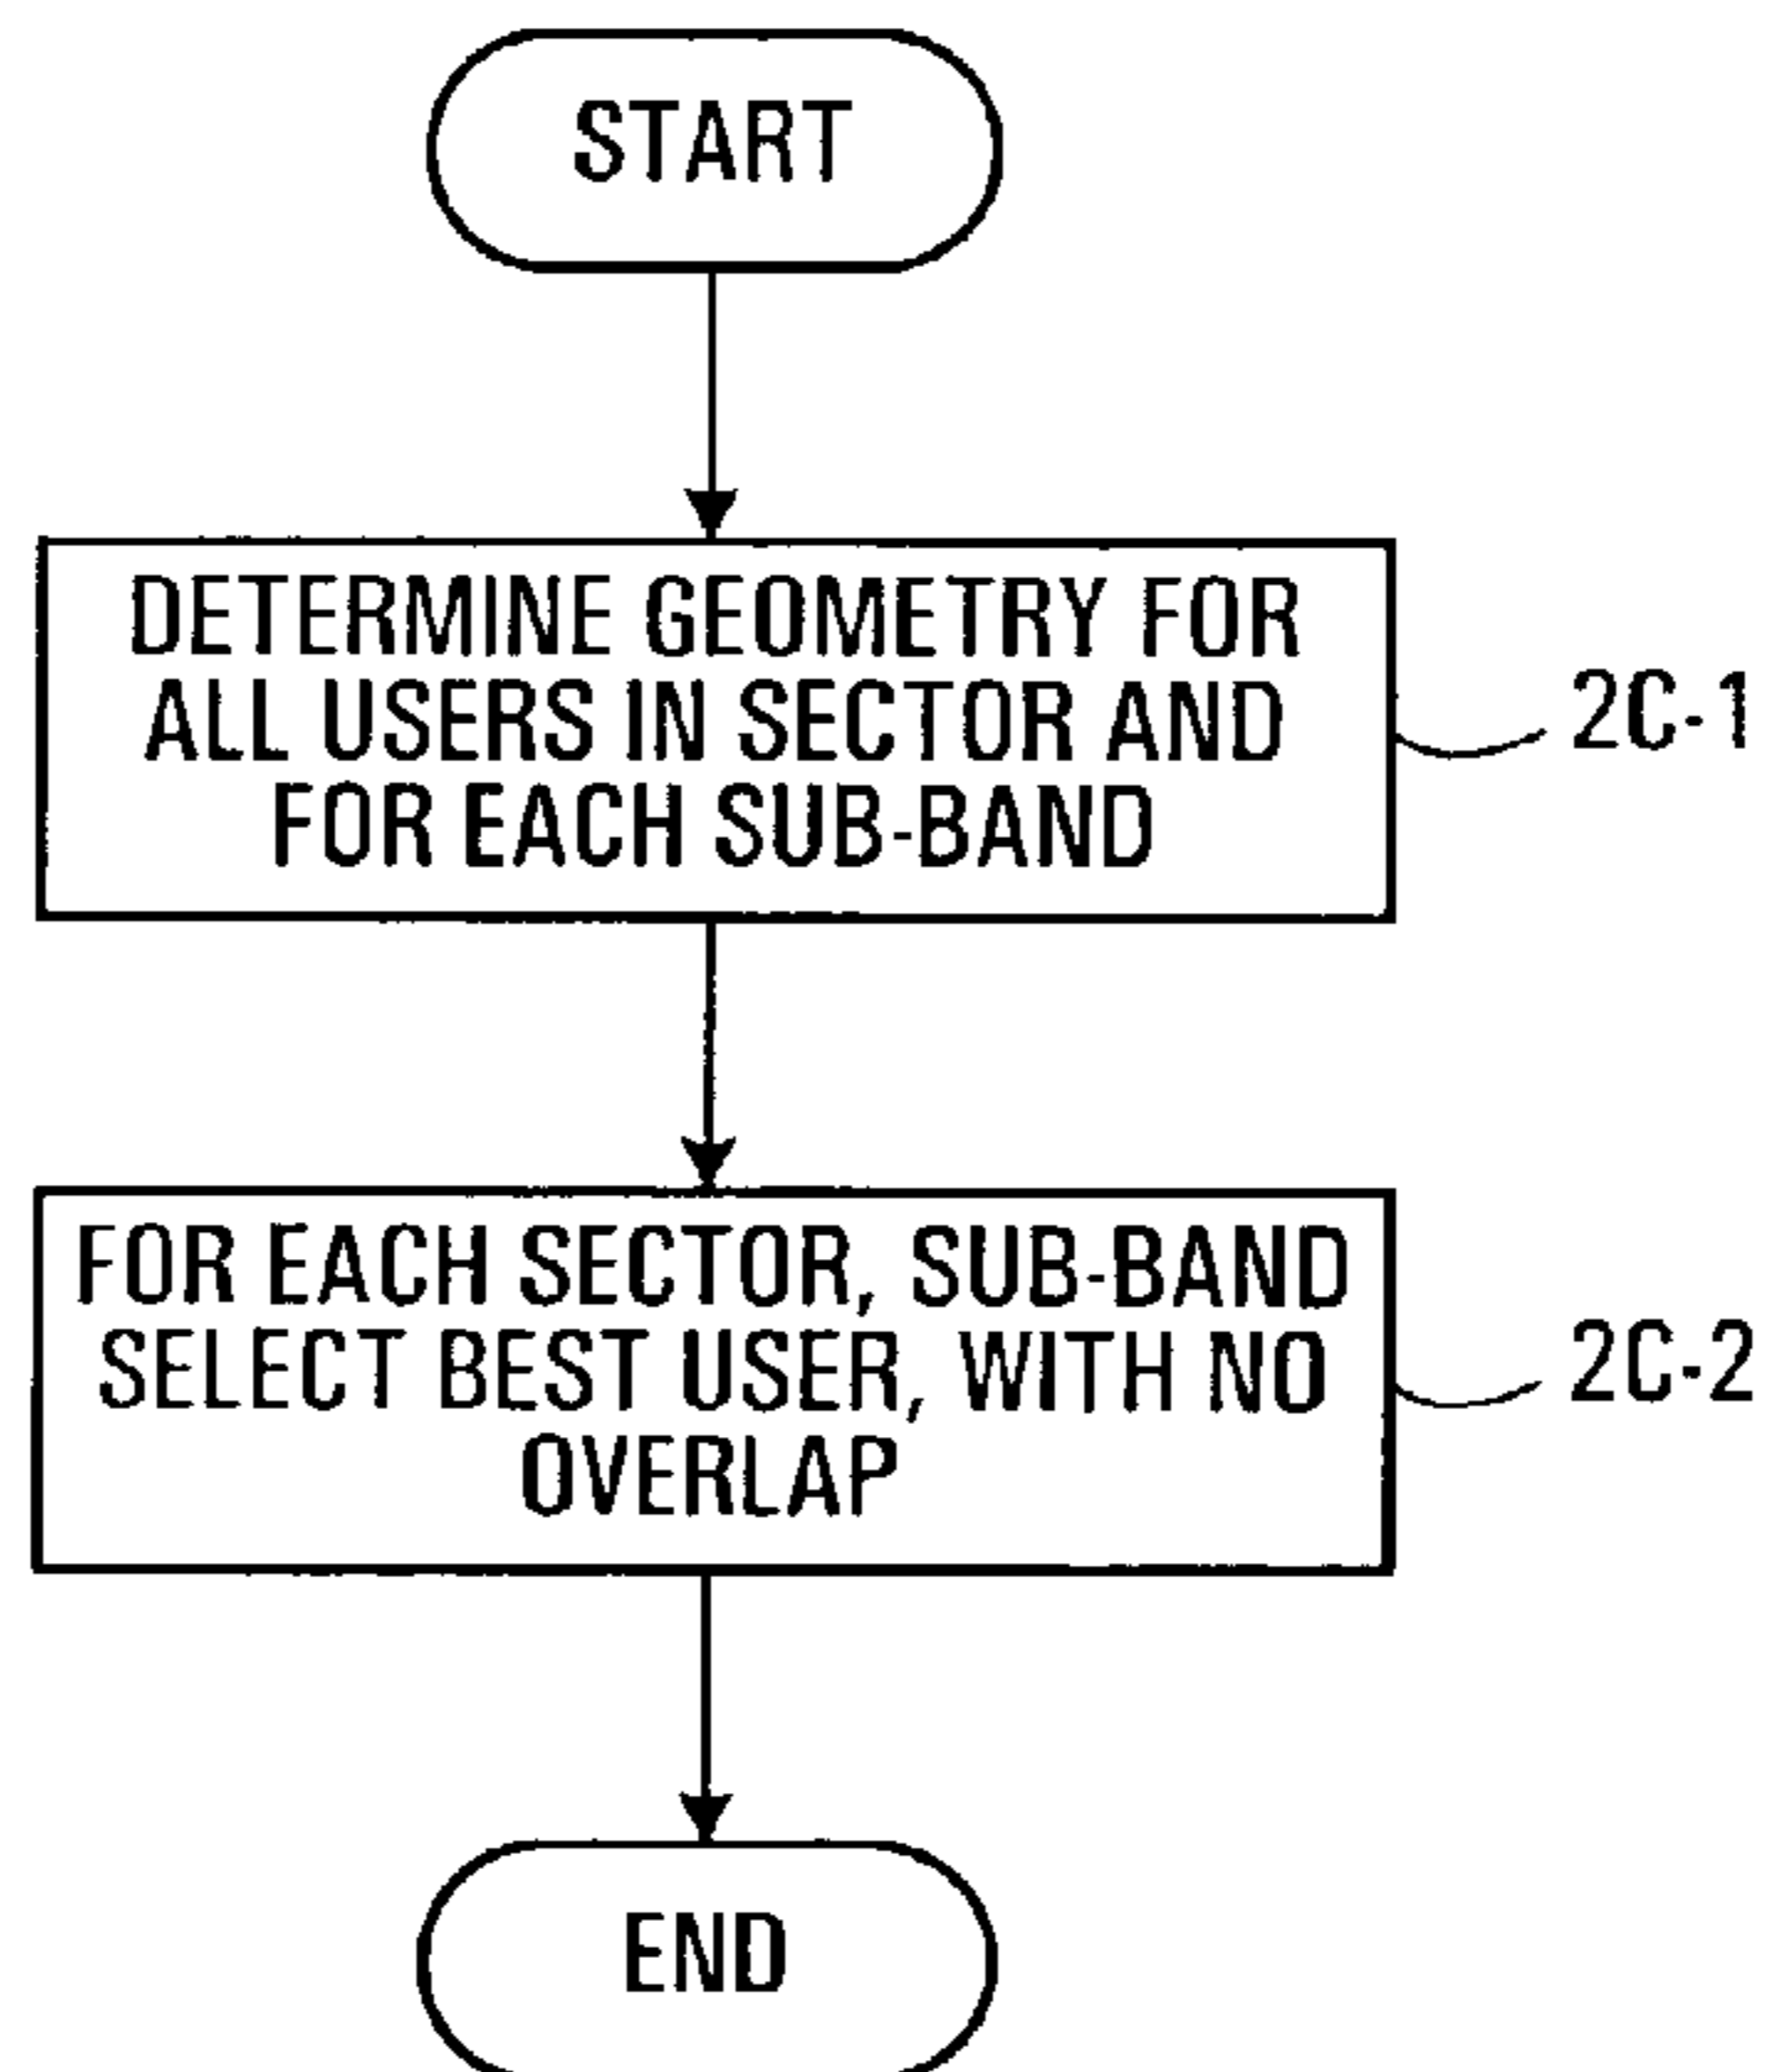 START
DETERMINE GEOMETRY FOR
ALL USERS IN SECTOR AND
FOR EACH SUB-BAND
2C-1
FOR EACH SECTOR, SUB-BAND
SELECT BEST USER, WITH NO
OVERLAP
2C-2
END